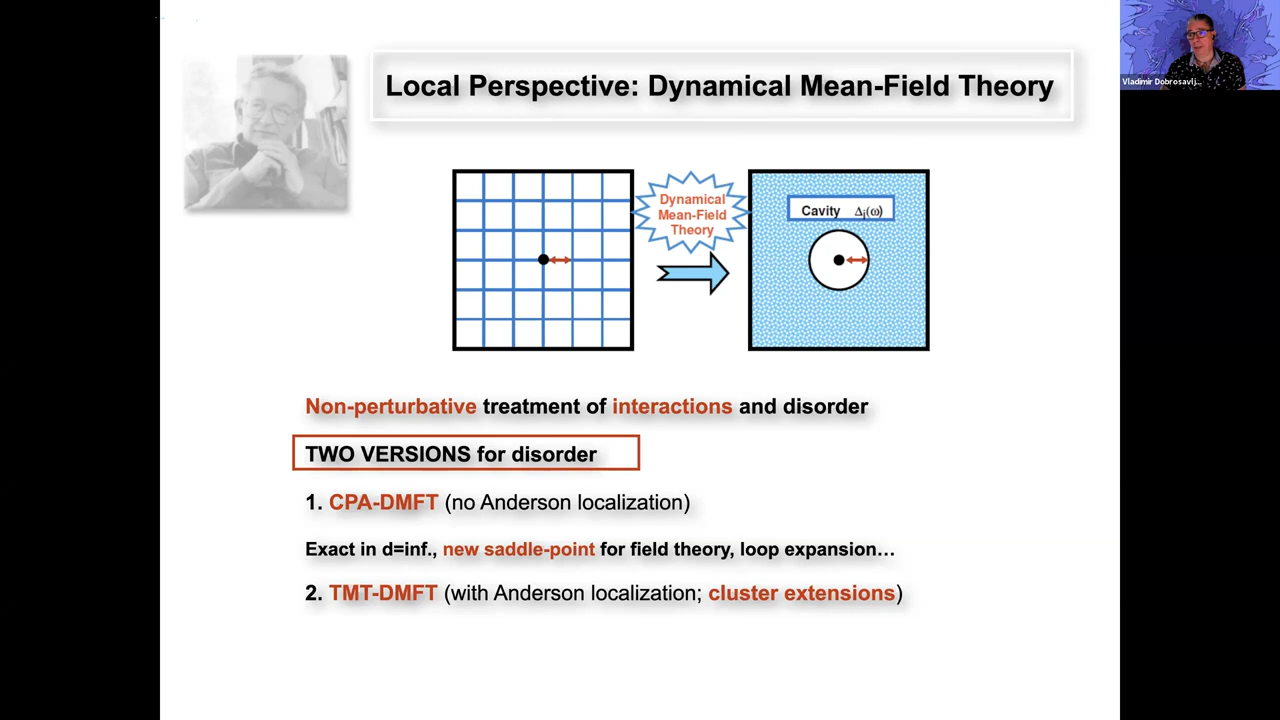 Local Perspective: Dynamical Mean-Field Theory
Vladimir Dobrosavlj...
Dynamical
Mean-Field
Theory
Cavity Δi(ω)
Non-perturbative treatment of interactions and disorder
TWO VERSIONS for disorder
1. CPA-DMFT (no Anderson localization)
Exact in d=inf., new saddle-point for field theory, loop expansion…
2. TMT-DMFT (with Anderson localization; cluster extensions)